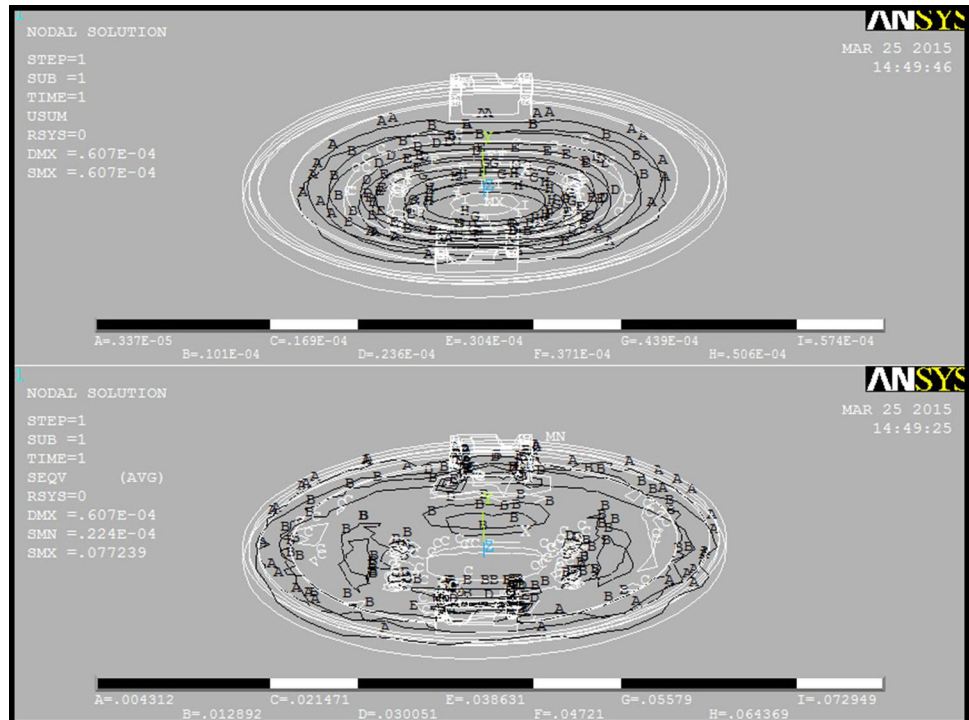 1
ANSYS
NODAL SOLUTION
MAR 25 2015
14:49:46
STEP=1
SUB =1
TIME=1
USUM
RSYS=0
DMX =.607E-04
SMX =.607E-04
MX
A=.337E-05 C=.169E-04 E=.304E-04 G=.439E-04 I=.574E-04
B=.101E-04 D=.236E-04 F=.371E-04 H=.506E-04
1
ANSYS
NODAL SOLUTION
MAR 25 2015
14:49:25
STEP=1
SUB =1
TIME=1
SEQV (AVG)
RSYS=0
DMX =.607E-04
SMN =.224E-04
SMX =.077239
MN
A=.004312 C=.021471 E=.038631 G=.05579 I=.072949
B=.012892 D=.030051 F=.04721 H=.064369